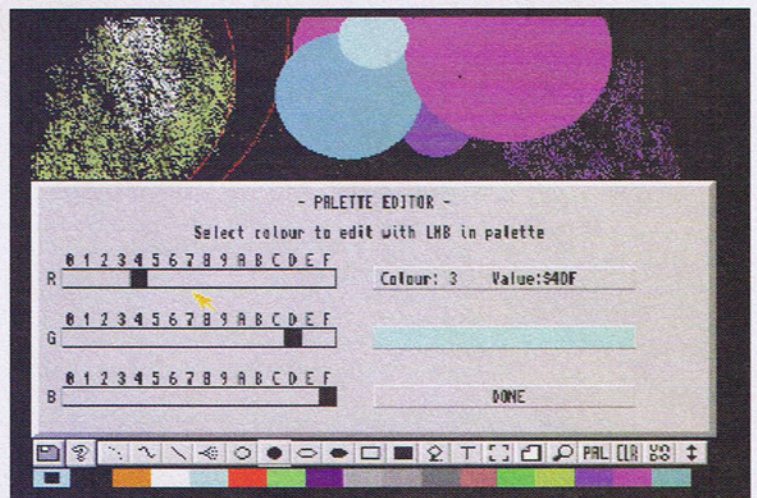 - PALETTE EDITOR -
Select colour to edit with LMB in palette
0 1 2 3 4 5 6 7 8 9 A B C D E F
R
Colour: 3 Value:$4DF
0 1 2 3 4 5 6 7 8 9 A B C D E F
G
0 1 2 3 4 5 6 7 8 9 A B C D E F
B
DONE
? T PAL CLR